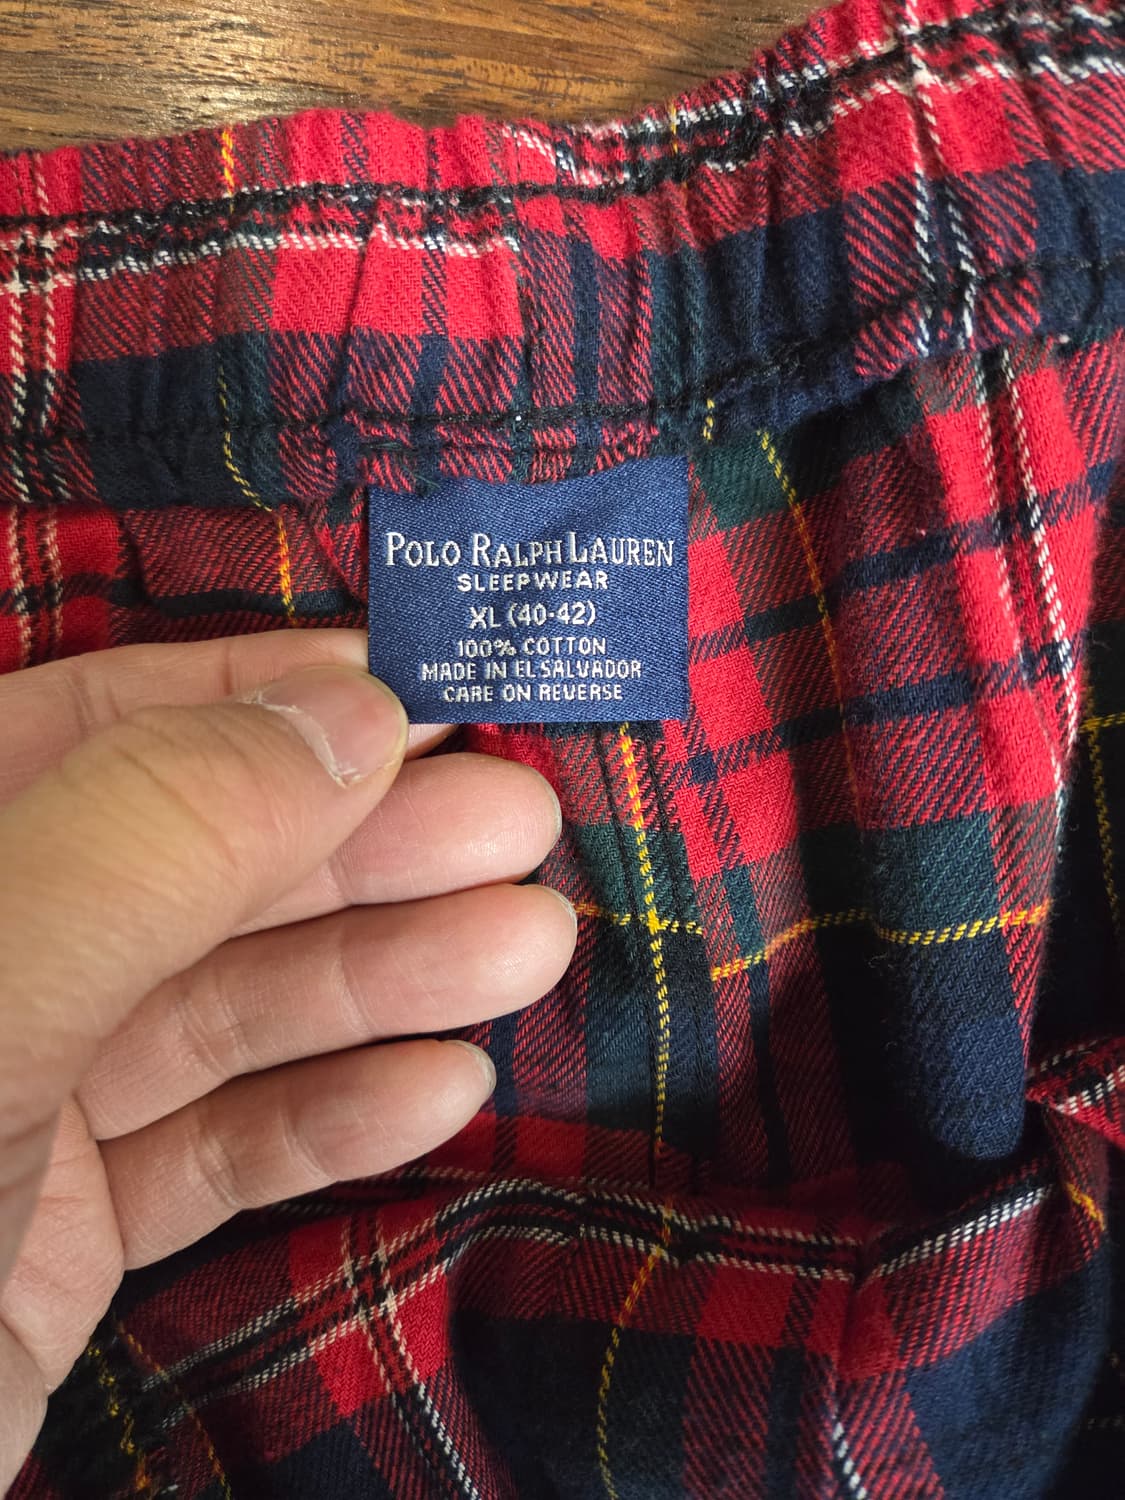 POLO RALPH LAUREN
SLEEPWEAR
XL (40-42)
100% COTTON
MADE IN EL SALVADOR
CARE ON REVERSE